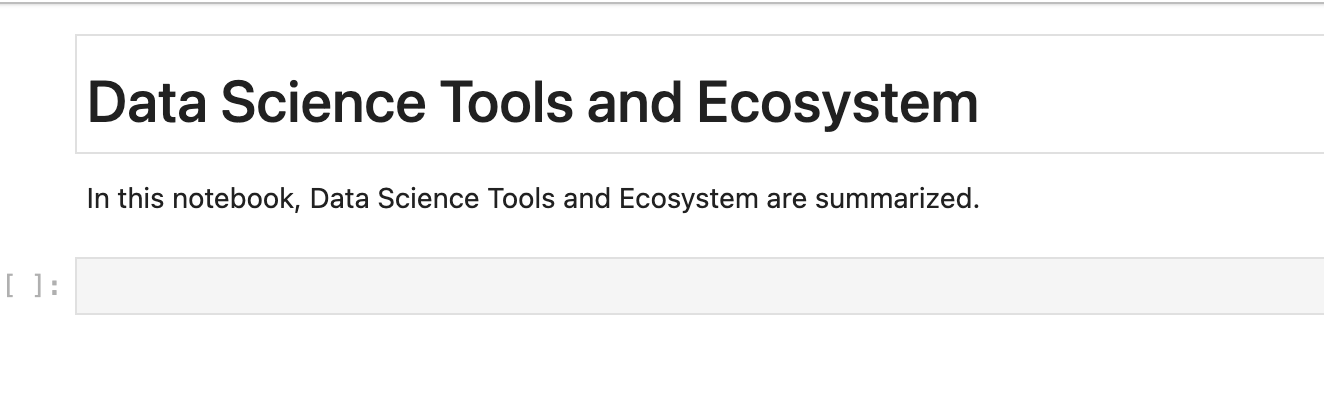 Data Science Tools and Ecosystem
In this notebook, Data Science Tools and Ecosystem are summarized.
[ ]: